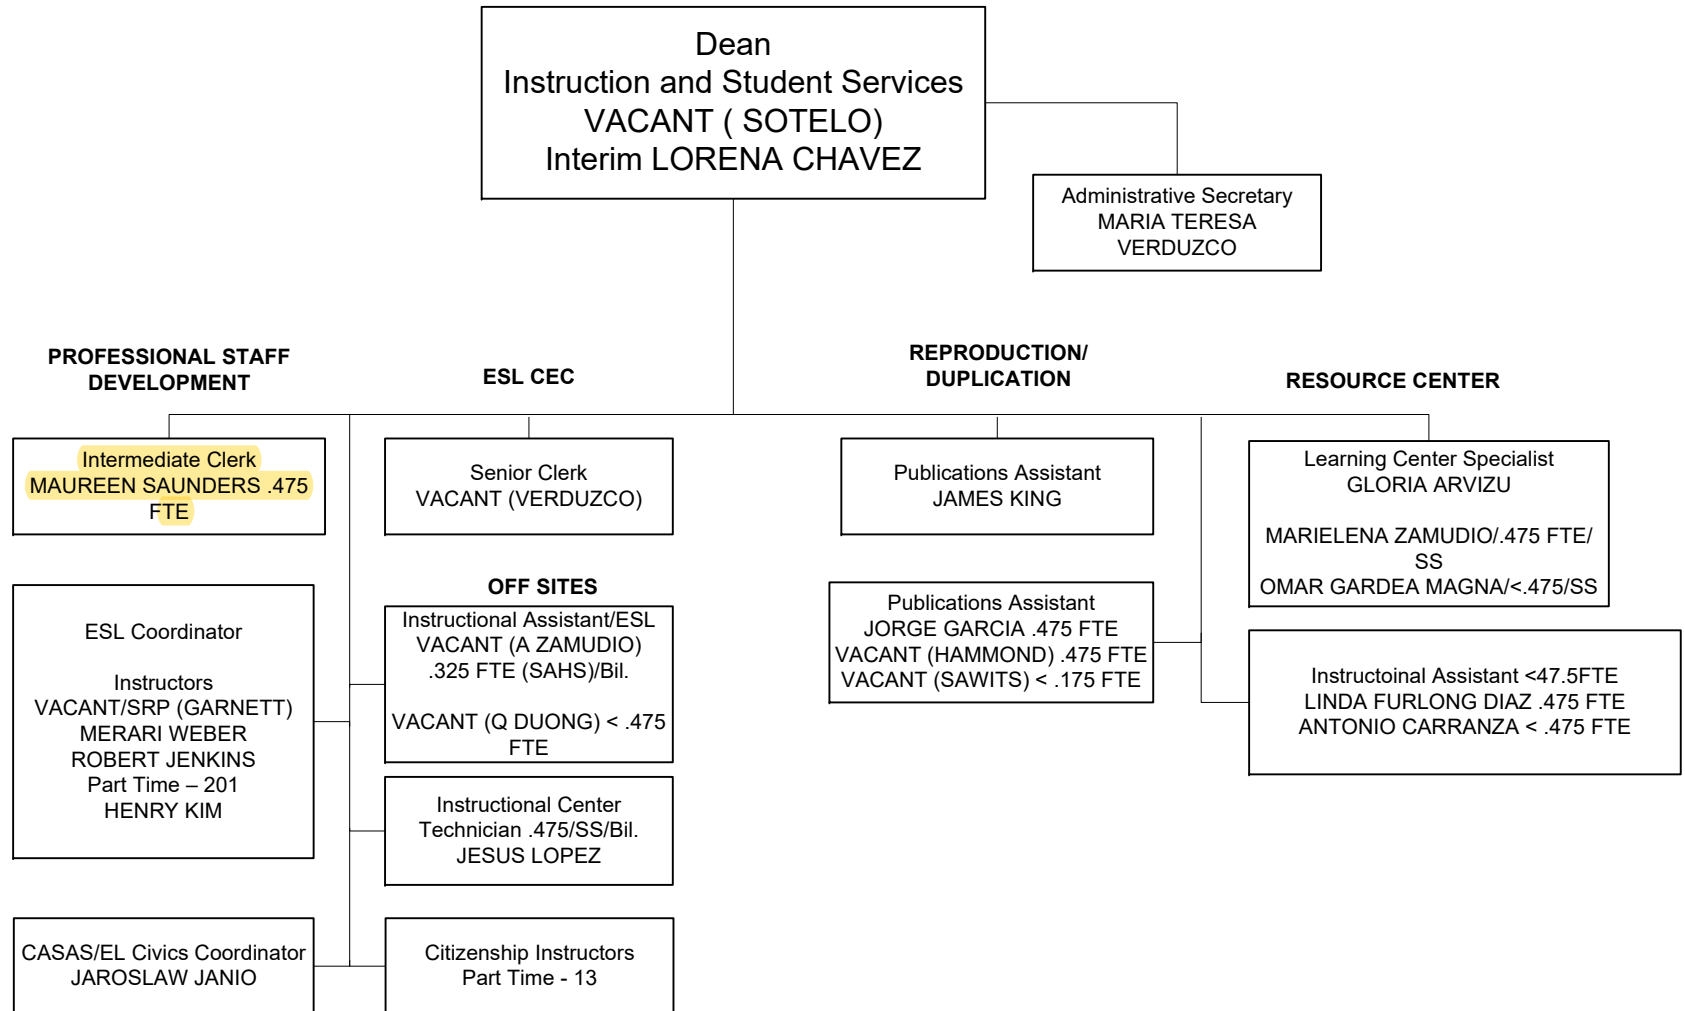 Dean
Instruction and Student Services
VACANT ( SOTELO)
Interim LORENA CHAVEZ
Administrative Secretary
MARIA TERESA
VERDUZCO
PROFESSIONAL STAFF
DEVELOPMENT
ESL CEC
REPRODUCTION/
DUPLICATION
RESOURCE CENTER
Intermediate Clerk
MAUREEN SAUNDERS .475
FTE
Senior Clerk
VACANT (VERDUZCO)
Publications Assistant
JAMES KING
Learning Center Specialist
GLORIA ARVIZU
MARIELENA ZAMUDIO/.475 FTE/
SS
OMAR GARDEA MAGNA/<.475/SS
ESL Coordinator
Instructors
VACANT/SRP (GARNETT)
MERARI WEBER
ROBERT JENKINS
Part Time – 201
HENRY KIM
OFF SITES
Instructional Assistant/ESL
VACANT (A ZAMUDIO)
.325 FTE (SAHS)/Bil.
VACANT (Q DUONG) < .475
FTE
Publications Assistant
JORGE GARCIA .475 FTE
VACANT (HAMMOND) .475 FTE
VACANT (SAWITS) < .175 FTE
Instructoinal Assistant <47.5FTE
LINDA FURLONG DIAZ .475 FTE
ANTONIO CARRANZA < .475 FTE
Instructional Center
Technician .475/SS/Bil.
JESUS LOPEZ
CASAS/EL Civics Coordinator
JAROSLAW JANIO
Citizenship Instructors
Part Time - 13